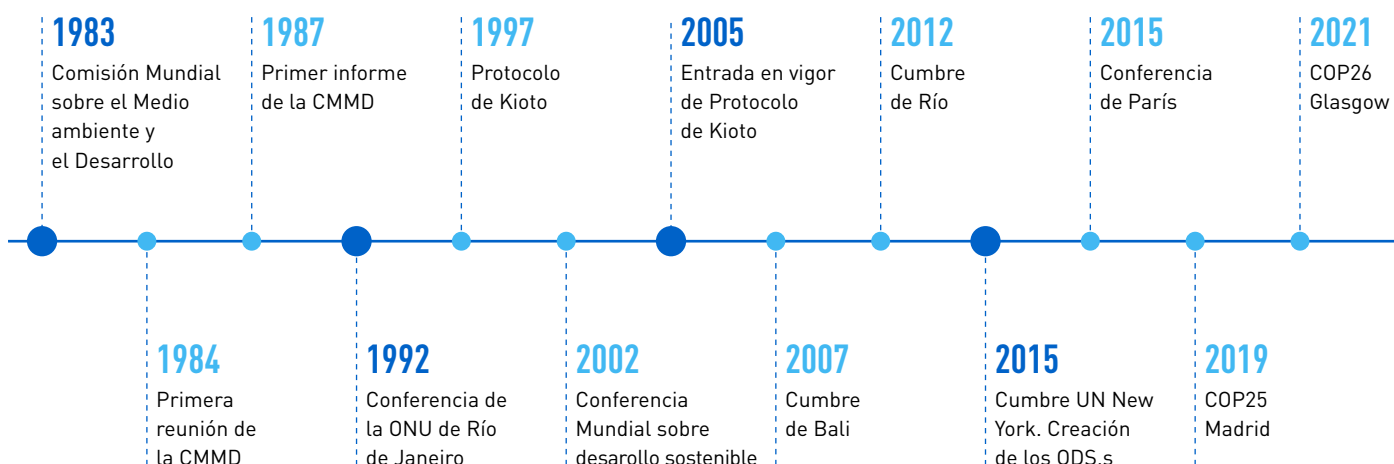 1983
Comisión Mundial
sobre el Medio
ambiente y
el Desarrollo
1987
Primer informe
de la CMMD
1997
Protocolo
de Kioto
2005
Entrada en vigor
de Protocolo
de Kioto
2012
Cumbre
de Río
2015
Conferencia
de París
2021
COP26
Glasgow
1984
Primera
reunión de
la CMMD
1992
Conferencia de
la ONU de Río
de Janeiro
2002
Conferencia
Mundial sobre
desarollo sostenible
2007
Cumbre
de Bali
2015
Cumbre UN New
York. Creación
de los ODS.s
2019
COP25
Madrid